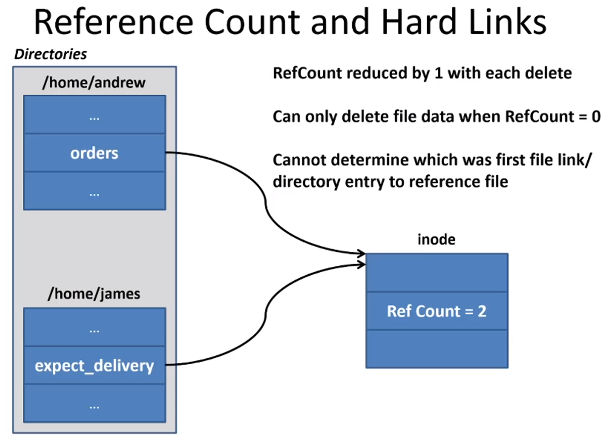 Reference Count and Hard Links
Directories
/home/andrew
...
orders
...
/home/james
...
expect_delivery
...
RefCount reduced by 1 with each delete
Can only delete file data when RefCount = 0
Cannot determine which was first file link/
directory entry to reference file
inode
Ref Count = 2